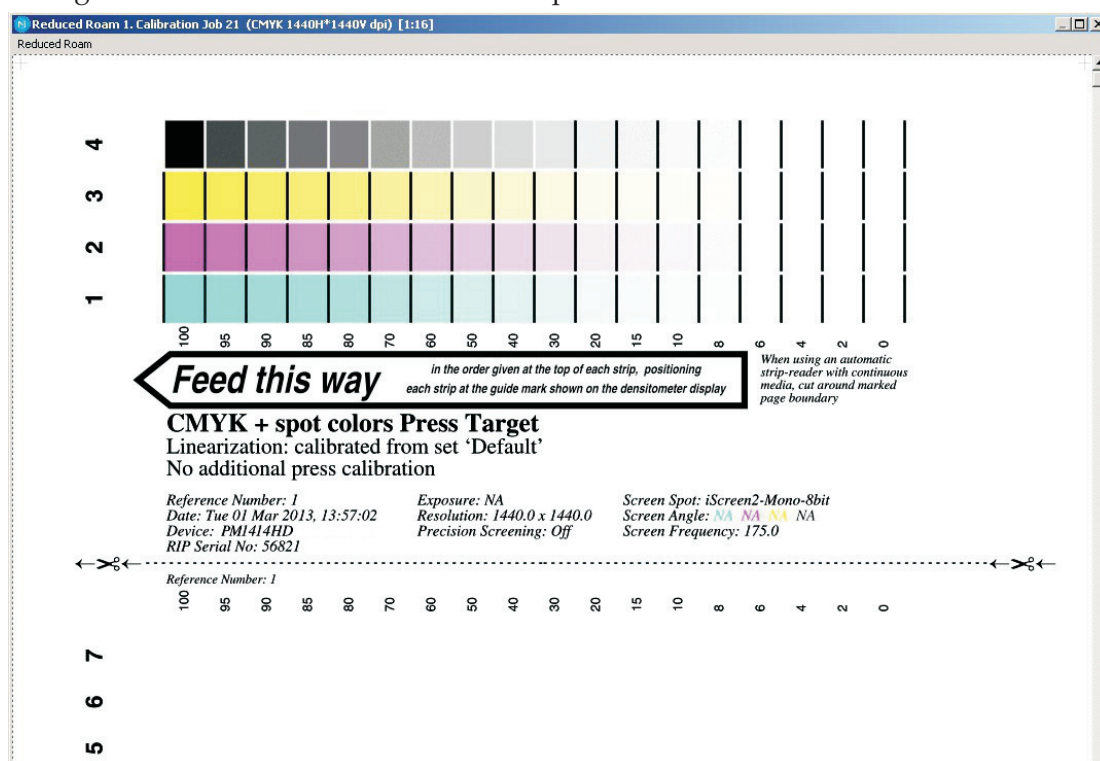 Reduced Roam 1. Calibration Job 21 (CMYK 1440H*1440V dpi) [1:16]
Reduced Roam
4
3
2
1
100 95 90 85 80 70 60 50 40 30 20 15 10 8 6 4 2 0
Feed this way
in the order given at the top of each strip, positioning
each strip at the guide mark shown on the densitometer display
When using an automatic
strip-reader with continuous
media, cut around marked
page boundary
CMYK + spot colors Press Target
Linearization: calibrated from set ‘Default’
No additional press calibration
Reference Number: 1
Date: Tue 01 Mar 2013, 13:57:02
Device: PM1414HD
RIP Serial No: 56821
Exposure: NA
Resolution: 1440.0 x 1440.0
Precision Screening: Off
Screen Spot: iScreen2-Mono-8bit
Screen Angle: NA NA NA NA
Screen Frequency: 175.0
Reference Number: 1
100 95 90 85 80 70 60 50 40 30 20 15 10 8 6 4 2 0
7
6
5